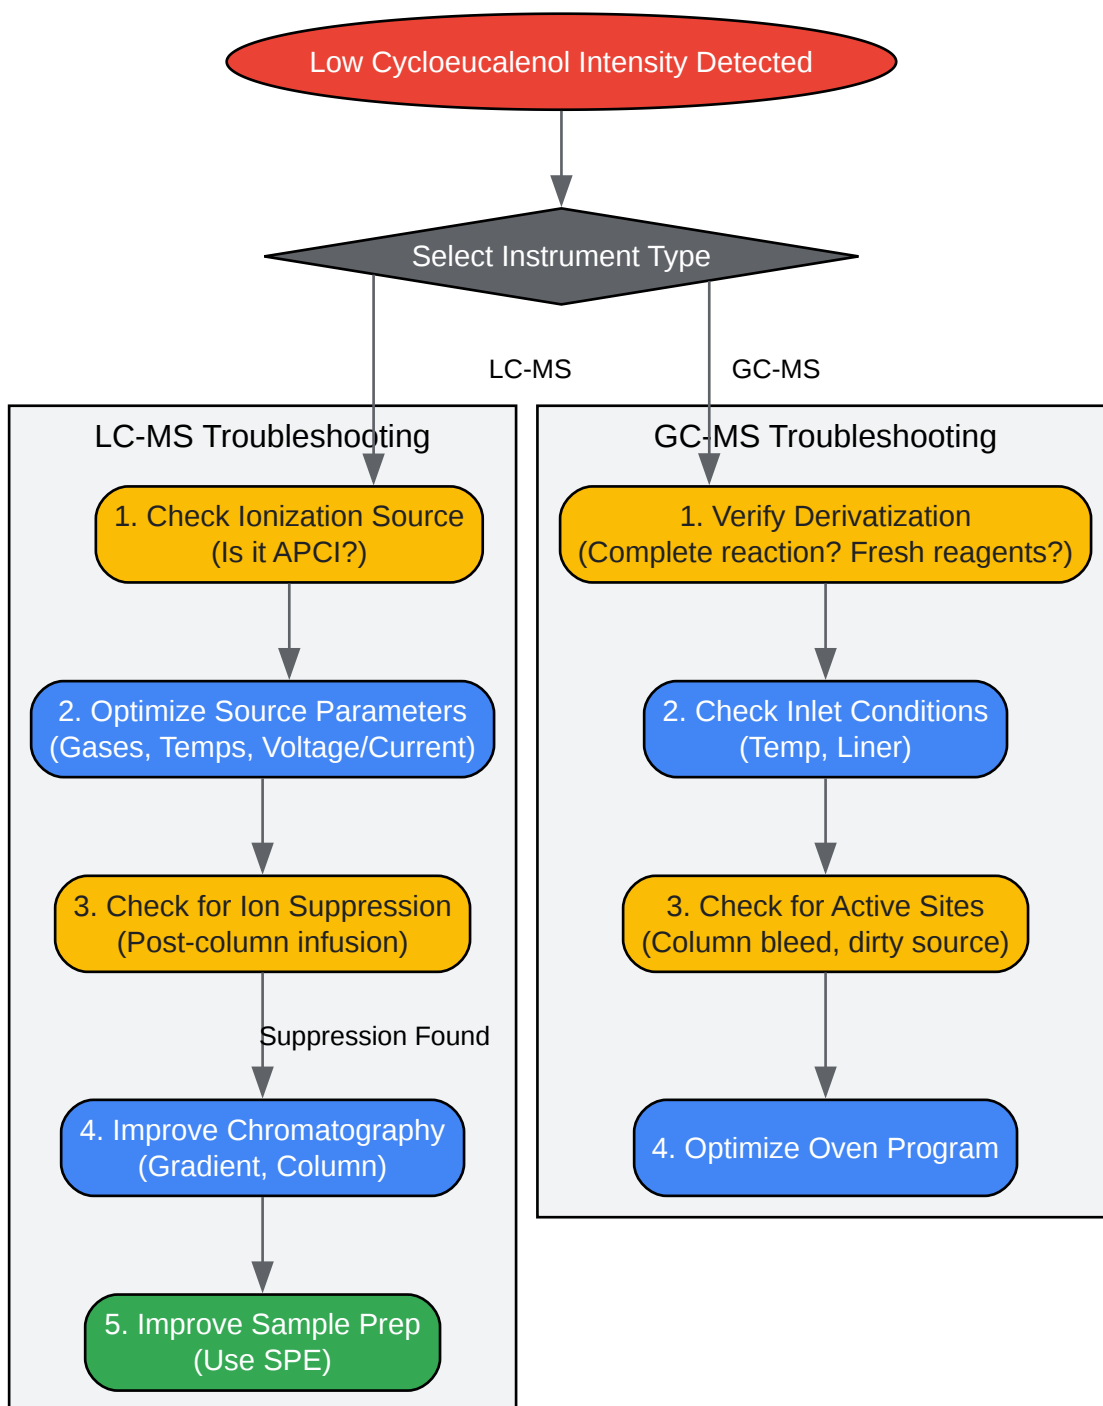 Low Cycloeucalenol Intensity Detected
Select Instrument Type
LC-MS
GC-MS
LC-MS Troubleshooting
1. Check Ionization Source
(Is it APCI?)
2. Optimize Source Parameters
(Gases, Temps, Voltage/Current)
3. Check for Ion Suppression
(Post-column infusion)
Suppression Found
4. Improve Chromatography
(Gradient, Column)
5. Improve Sample Prep
(Use SPE)
GC-MS Troubleshooting
1. Verify Derivatization
(Complete reaction? Fresh reagents?)
2. Check Inlet Conditions
(Temp, Liner)
3. Check for Active Sites
(Column bleed, dirty source)
4. Optimize Oven Program